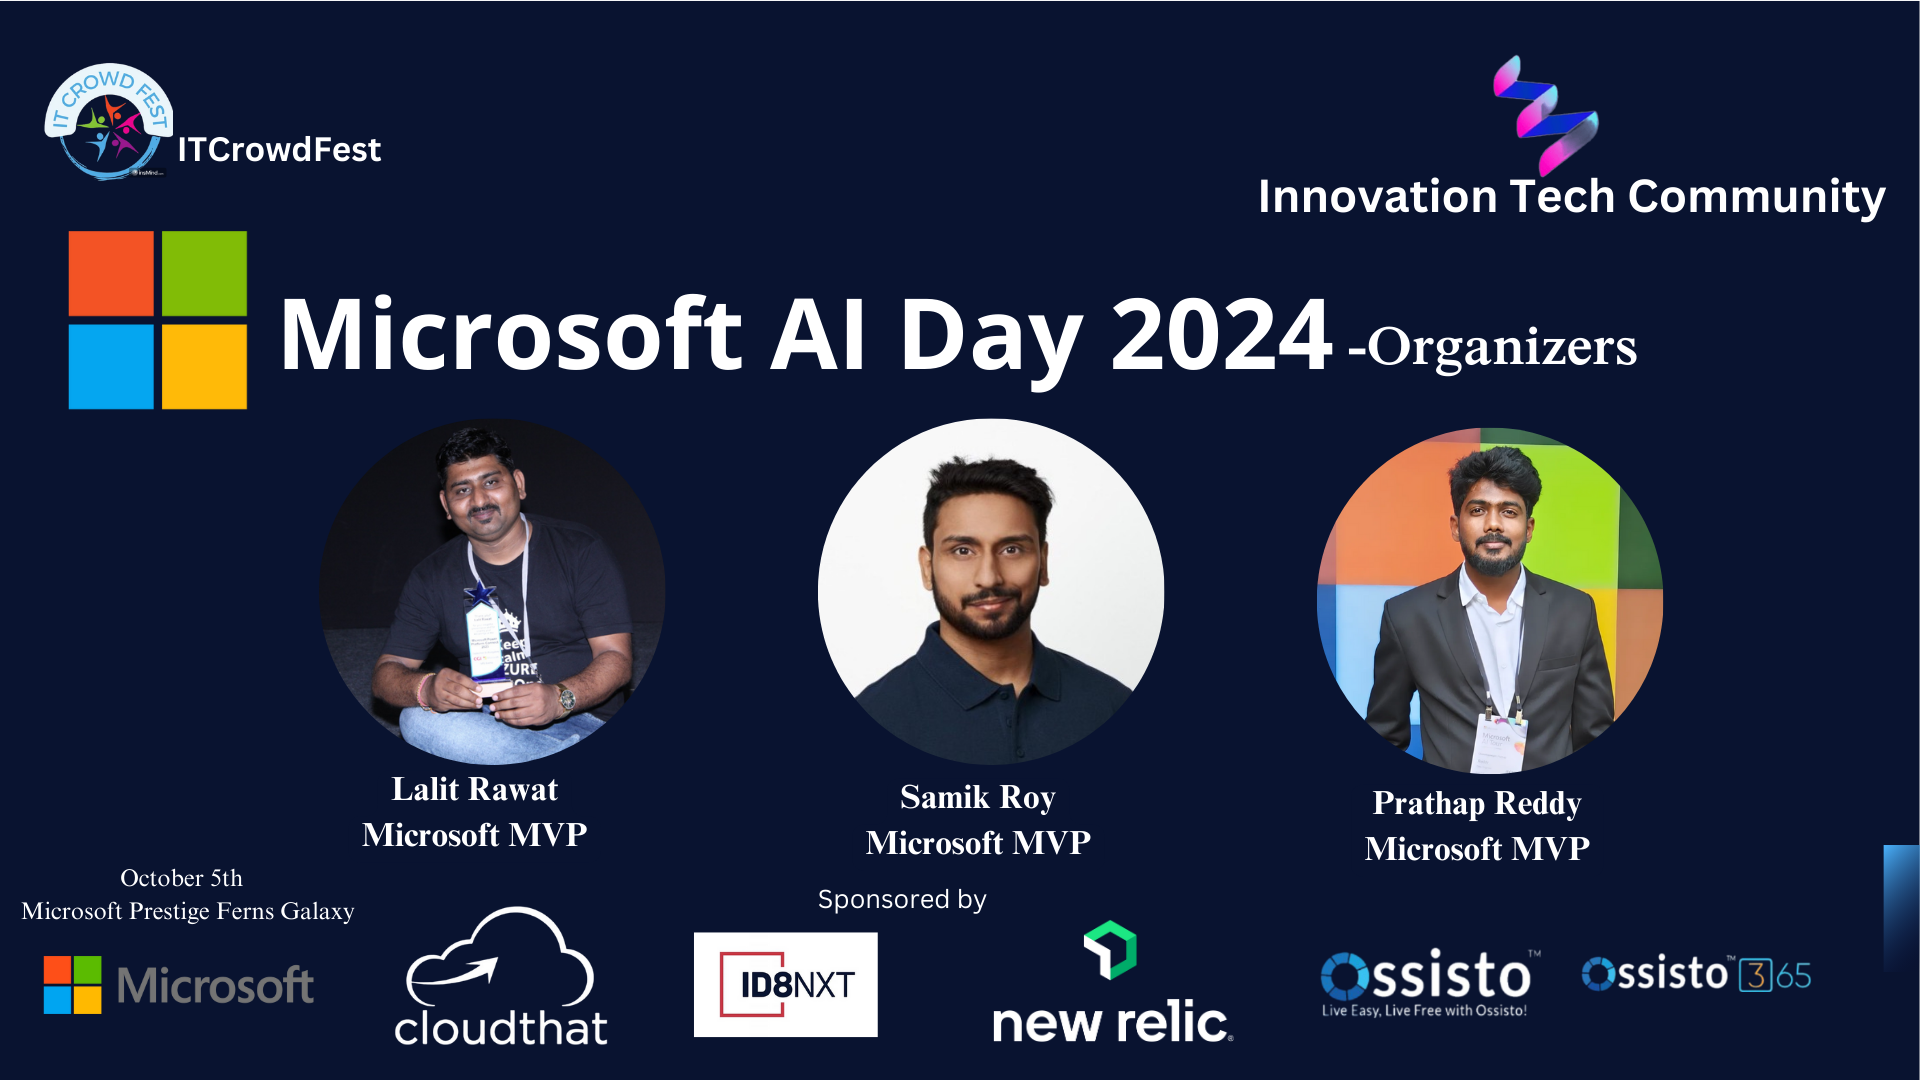 IT CROWD FEST
ITCrowdFest
Innovation Tech Community
Microsoft AI Day 2024 -Organizers
Lalit Rawat
Microsoft MVP
Samik Roy
Microsoft MVP
Prathap Reddy
Microsoft MVP
October 5th
Microsoft Prestige Ferns Galaxy
Sponsored by
Microsoft
cloudthat
ID8NXT
new relic®
Ossisto™
Live Easy, Live Free with Ossisto!
Ossisto™ 365